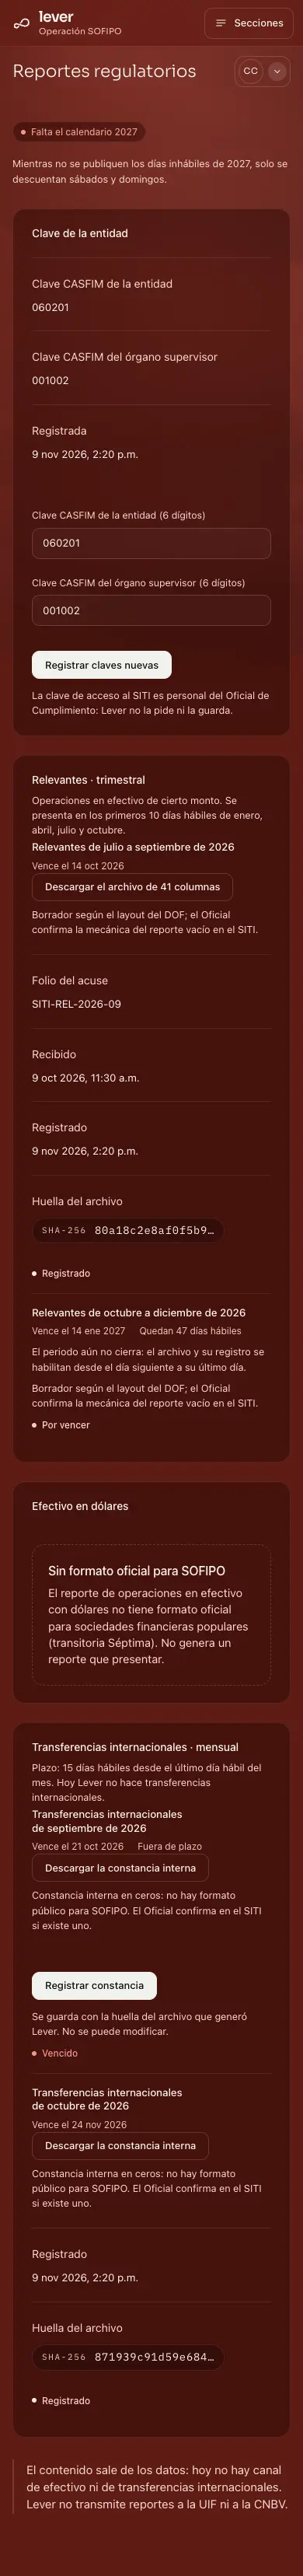 lever
Operación SOFIPO
Secciones
Reportes regulatorios
CC
Falta el calendario 2027
Mientras no se publiquen los días inhábiles de 2027, solo se
descuentan sábados y domingos.
Clave de la entidad
Clave CASFIM de la entidad
060201
Clave CASFIM del órgano supervisor
001002
Registrada
9 nov 2026, 2:20 p.m.
Clave CASFIM de la entidad (6 dígitos)
060201
Clave CASFIM del órgano supervisor (6 dígitos)
001002
Registrar claves nuevas
La clave de acceso al SITI es personal del Oficial de
Cumplimiento: Lever no la pide ni la guarda.
Relevantes · trimestral
Operaciones en efectivo de cierto monto. Se
presenta en los primeros 10 días hábiles de enero,
abril, julio y octubre.
Relevantes de julio a septiembre de 2026
Vence el 14 oct 2026
Descargar el archivo de 41 columnas
Borrador según el layout del DOF; el Oficial
confirma la mecánica del reporte vacío en el SITI.
Folio del acuse
SITI-REL-2026-09
Recibido
9 oct 2026, 11:30 a.m.
Registrado
9 nov 2026, 2:20 p.m.
Huella del archivo
SHA-256 80a18c2e8af0f5b9…
Registrado
Relevantes de octubre a diciembre de 2026
Vence el 14 ene 2027 Quedan 47 días hábiles
El periodo aún no cierra: el archivo y su registro se
habilitan desde el día siguiente a su último día.
Borrador según el layout del DOF; el Oficial
confirma la mecánica del reporte vacío en el SITI.
Por vencer
Efectivo en dólares
Sin formato oficial para SOFIPO
El reporte de operaciones en efectivo
con dólares no tiene formato oficial
para sociedades financieras populares
(transitoria Séptima). No genera un
reporte que presentar.
Transferencias internacionales · mensual
Plazo: 15 días hábiles desde el último día hábil del
mes. Hoy Lever no hace transferencias
internacionales.
Transferencias internacionales
de septiembre de 2026
Vence el 21 oct 2026 Fuera de plazo
Descargar la constancia interna
Constancia interna en ceros: no hay formato
público para SOFIPO. El Oficial confirma en el SITI
si existe uno.
Registrar constancia
Se guarda con la huella del archivo que generó
Lever. No se puede modificar.
Vencido
Transferencias internacionales
de octubre de 2026
Vence el 24 nov 2026
Descargar la constancia interna
Constancia interna en ceros: no hay formato
público para SOFIPO. El Oficial confirma en el SITI
si existe uno.
Registrado
9 nov 2026, 2:20 p.m.
Huella del archivo
SHA-256 871939c91d59e684…
Registrado
El contenido sale de los datos: hoy no hay canal
de efectivo ni de transferencias internacionales.
Lever no transmite reportes a la UIF ni a la CNBV.